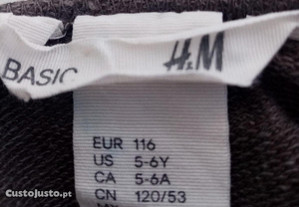 BASIC H&M
EUR 116
US 5-6Y
CA 5-6A
CN 120/53
CustoJusto.pt